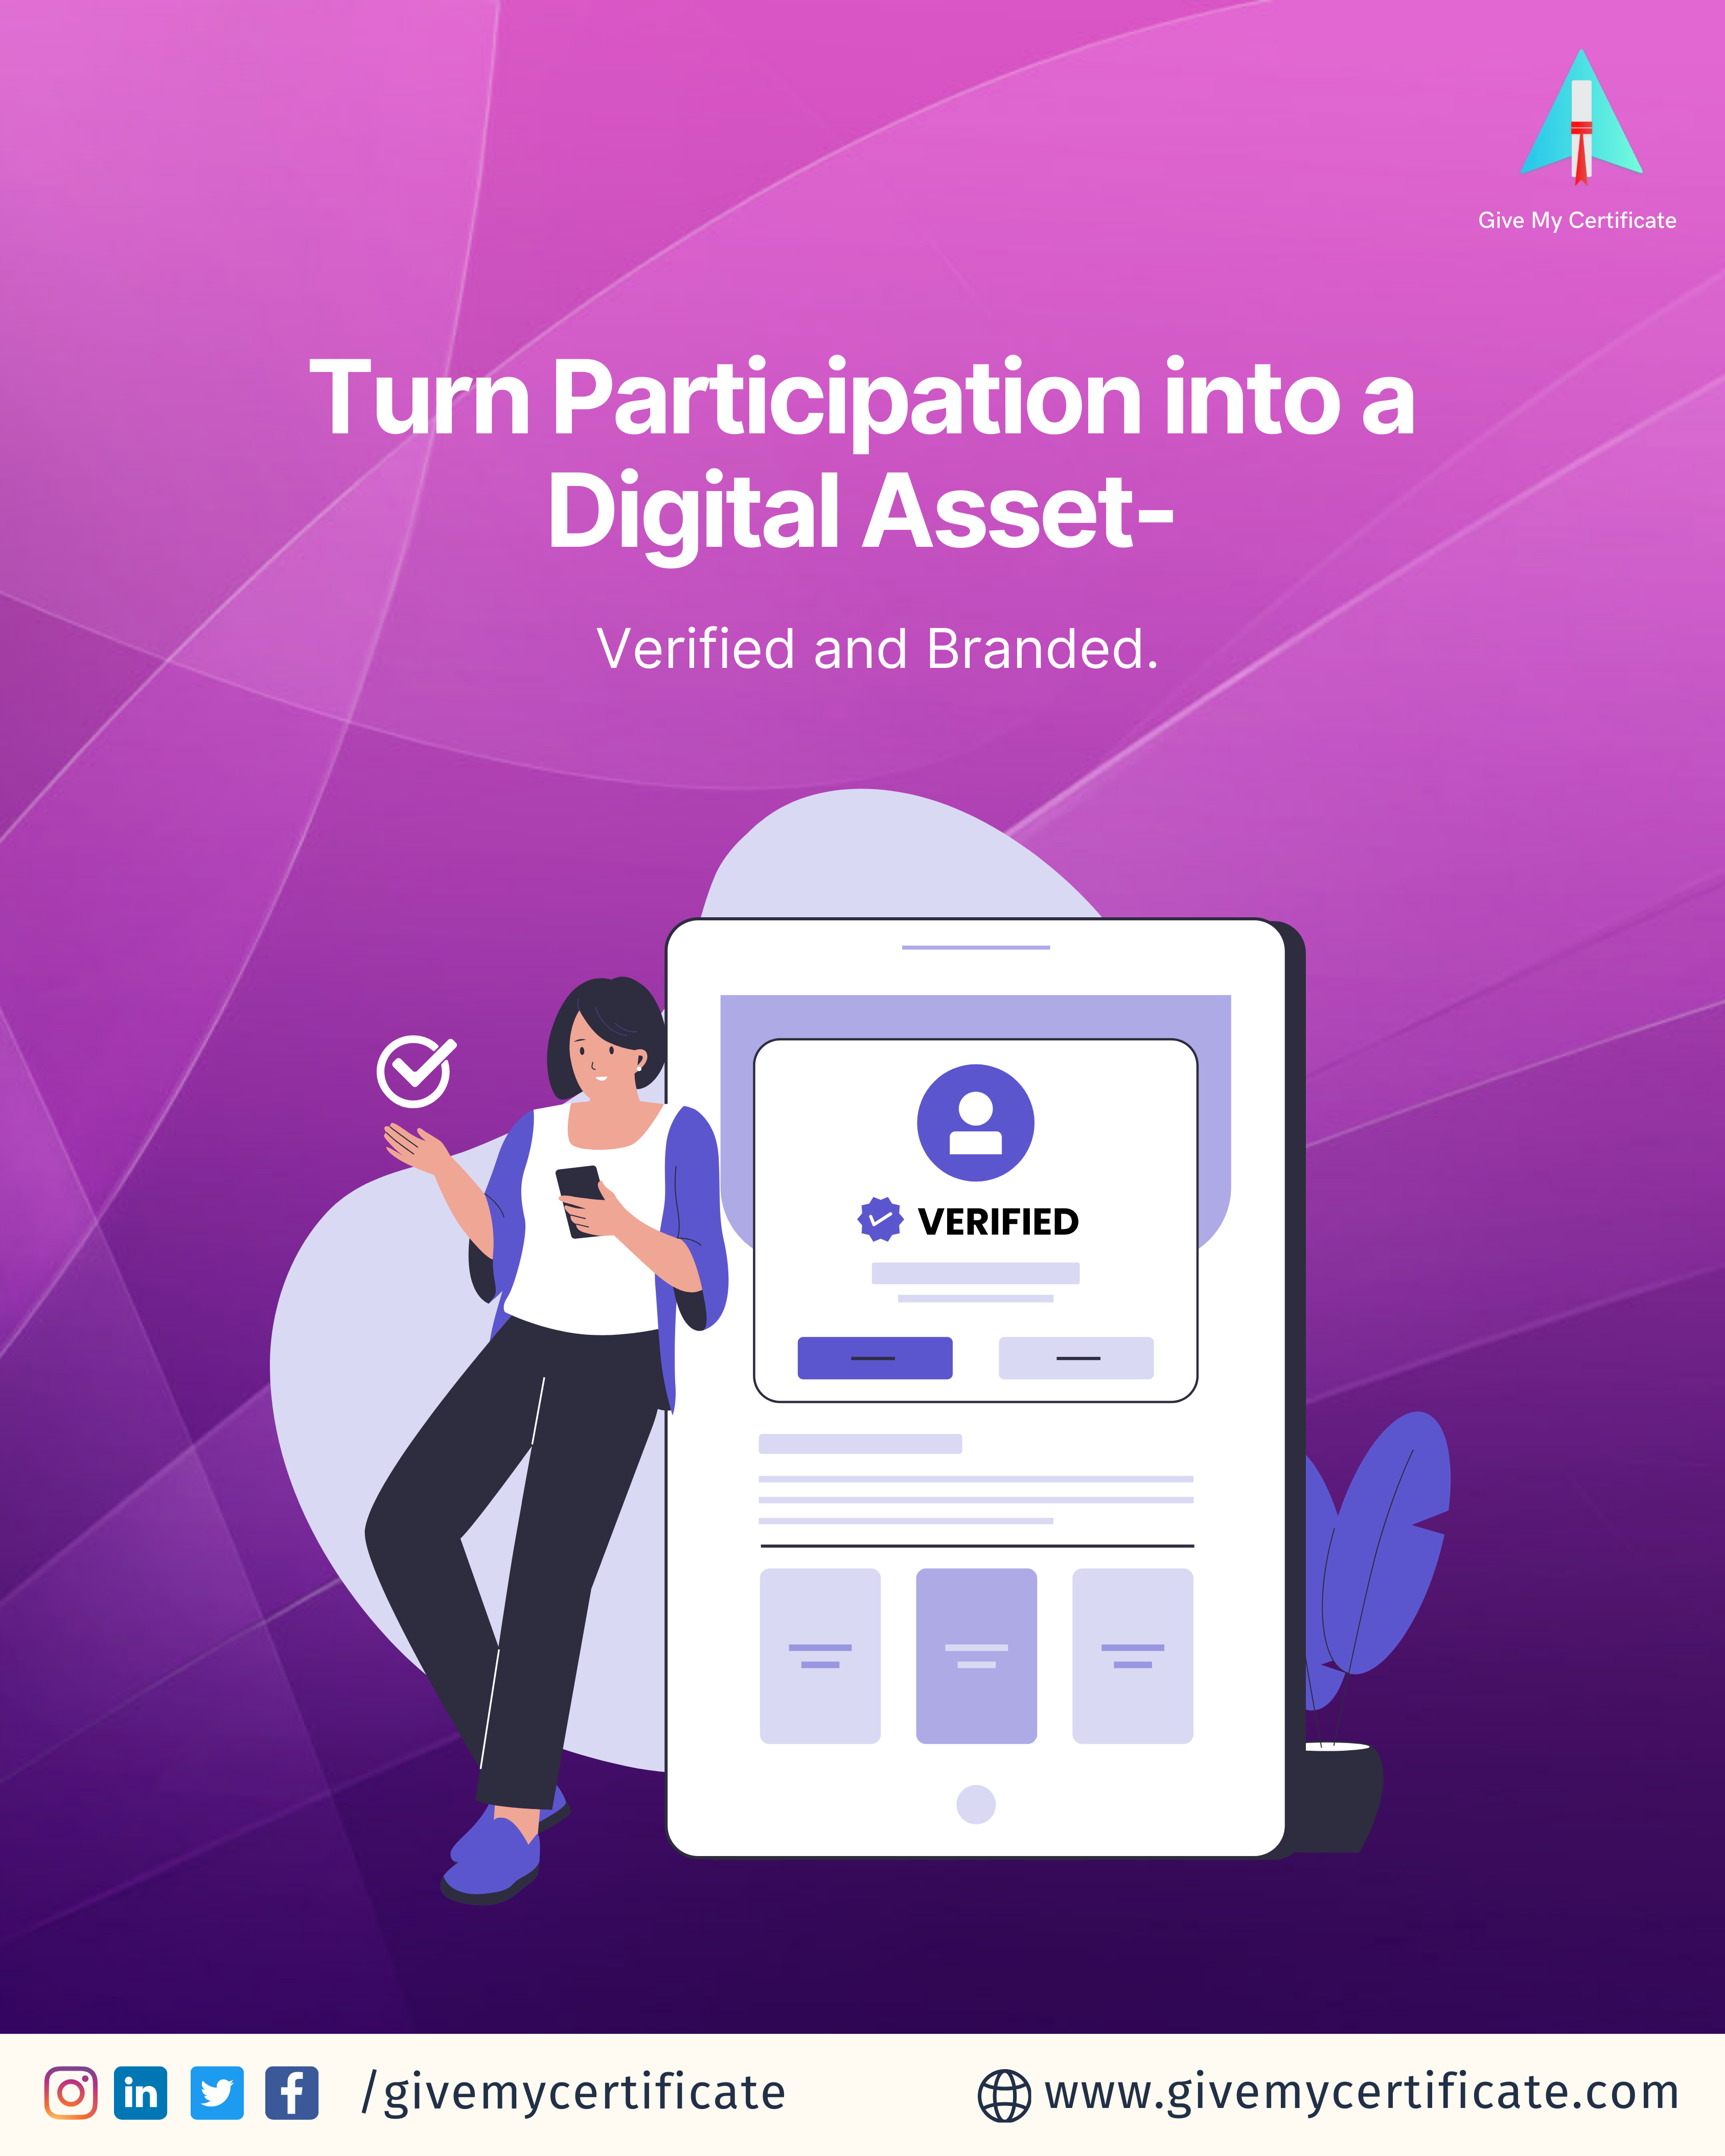 Give My Certificate
Turn Participation into a
Digital Asset-
Verified and Branded.
VERIFIED
/givemycertificate
www.givemycertificate.com